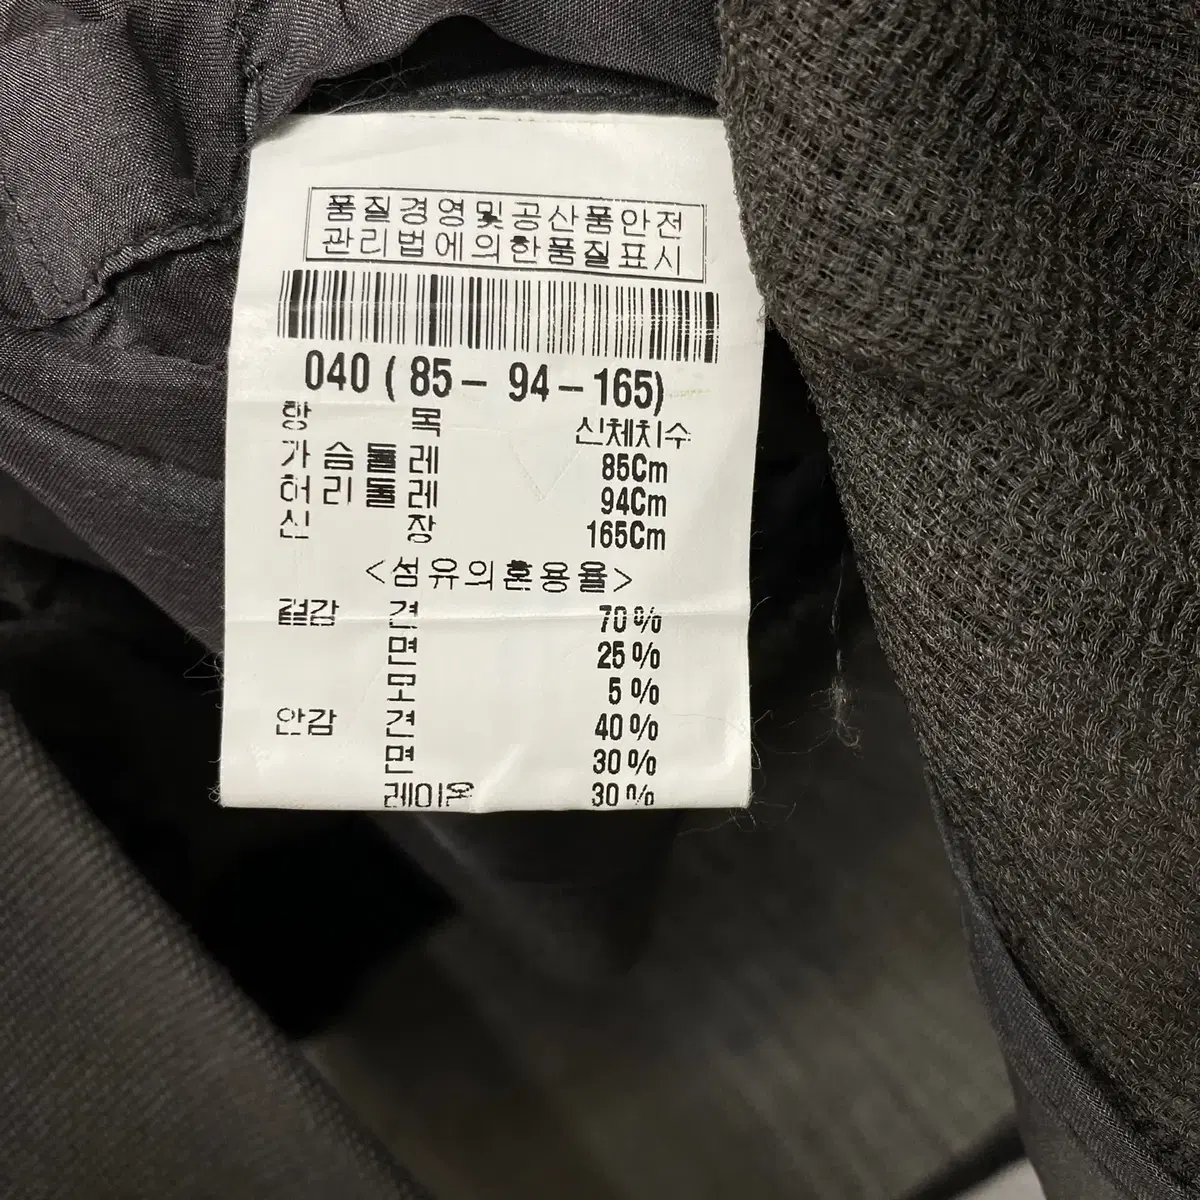 품질경영및공산품안전
관리법에의한품질표시
040 ( 85 - 94 - 165)
항 목 신체치수
가슴둘레 85Cm
허리둘레 94Cm
신 장 165Cm
<섬유의혼용율>
겉감 견 70%
면 25%
모 5%
안감 견 40%
면 30%
레이온 30%